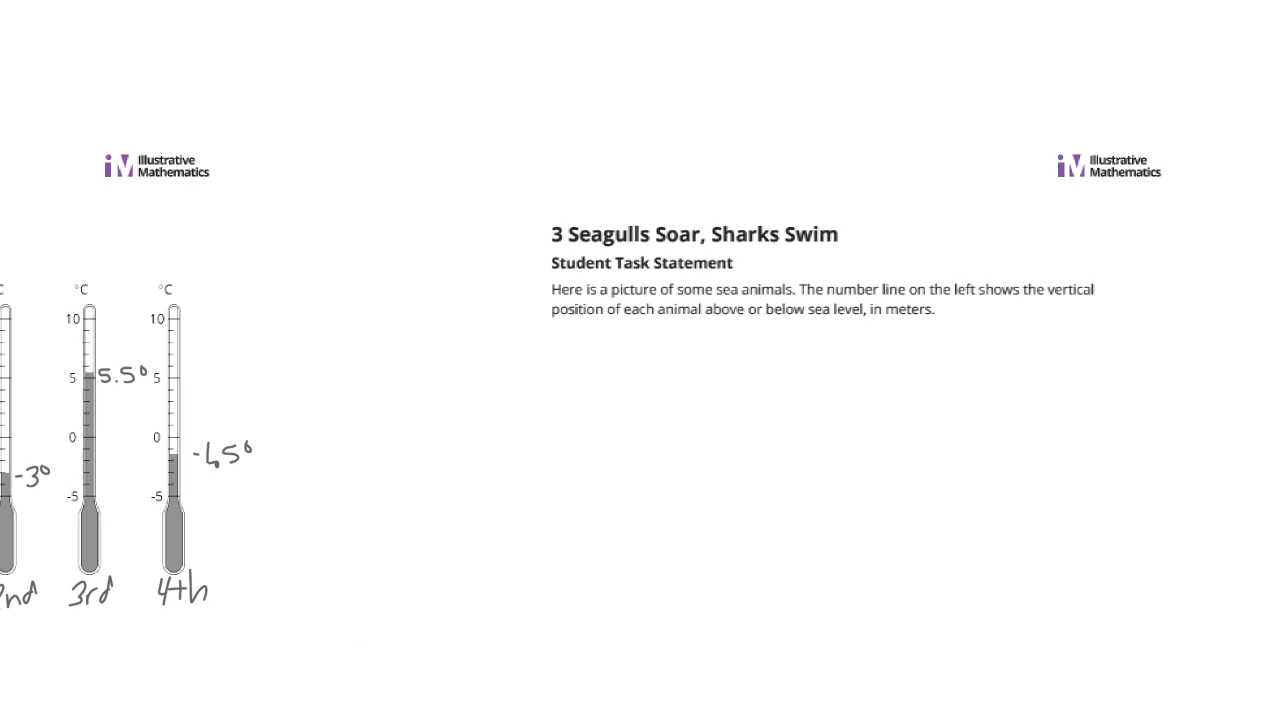 Illustrative
Mathematics
°C
°C
10
10
5.5°
5
5
0
0
-1.5°
-3°
-5
-5
3rd
4th
Illustrative
Mathematics
3 Seagulls Soar, Sharks Swim
Student Task Statement
Here is a picture of some sea animals. The number line on the left shows the vertical
position of each animal above or below sea level, in meters.